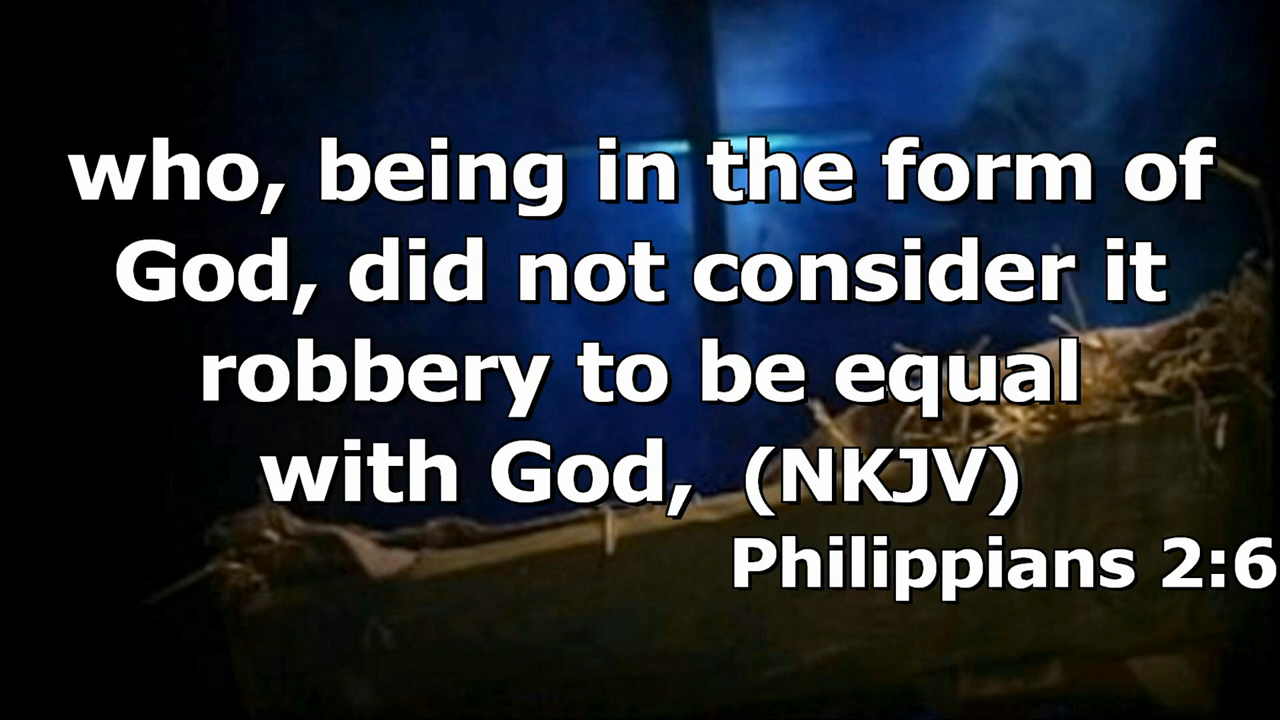 who, being in the form of
God, did not consider it
robbery to be equal
with God, (NKJV)
Philippians 2:6